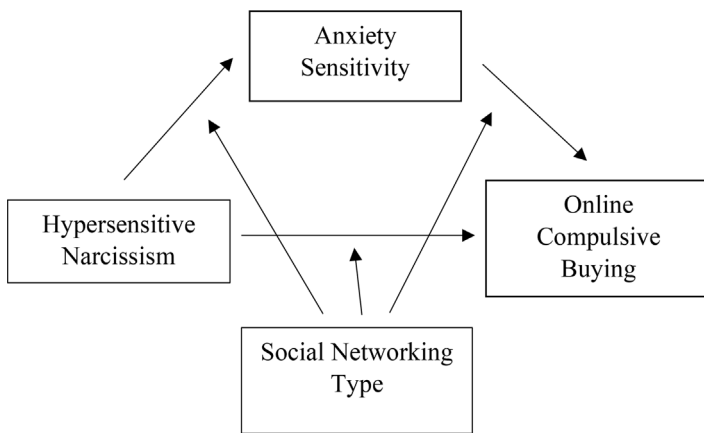 Anxiety
Sensitivity
Hypersensitive
Narcissism
Online
Compulsive
Buying
Social Networking
Type